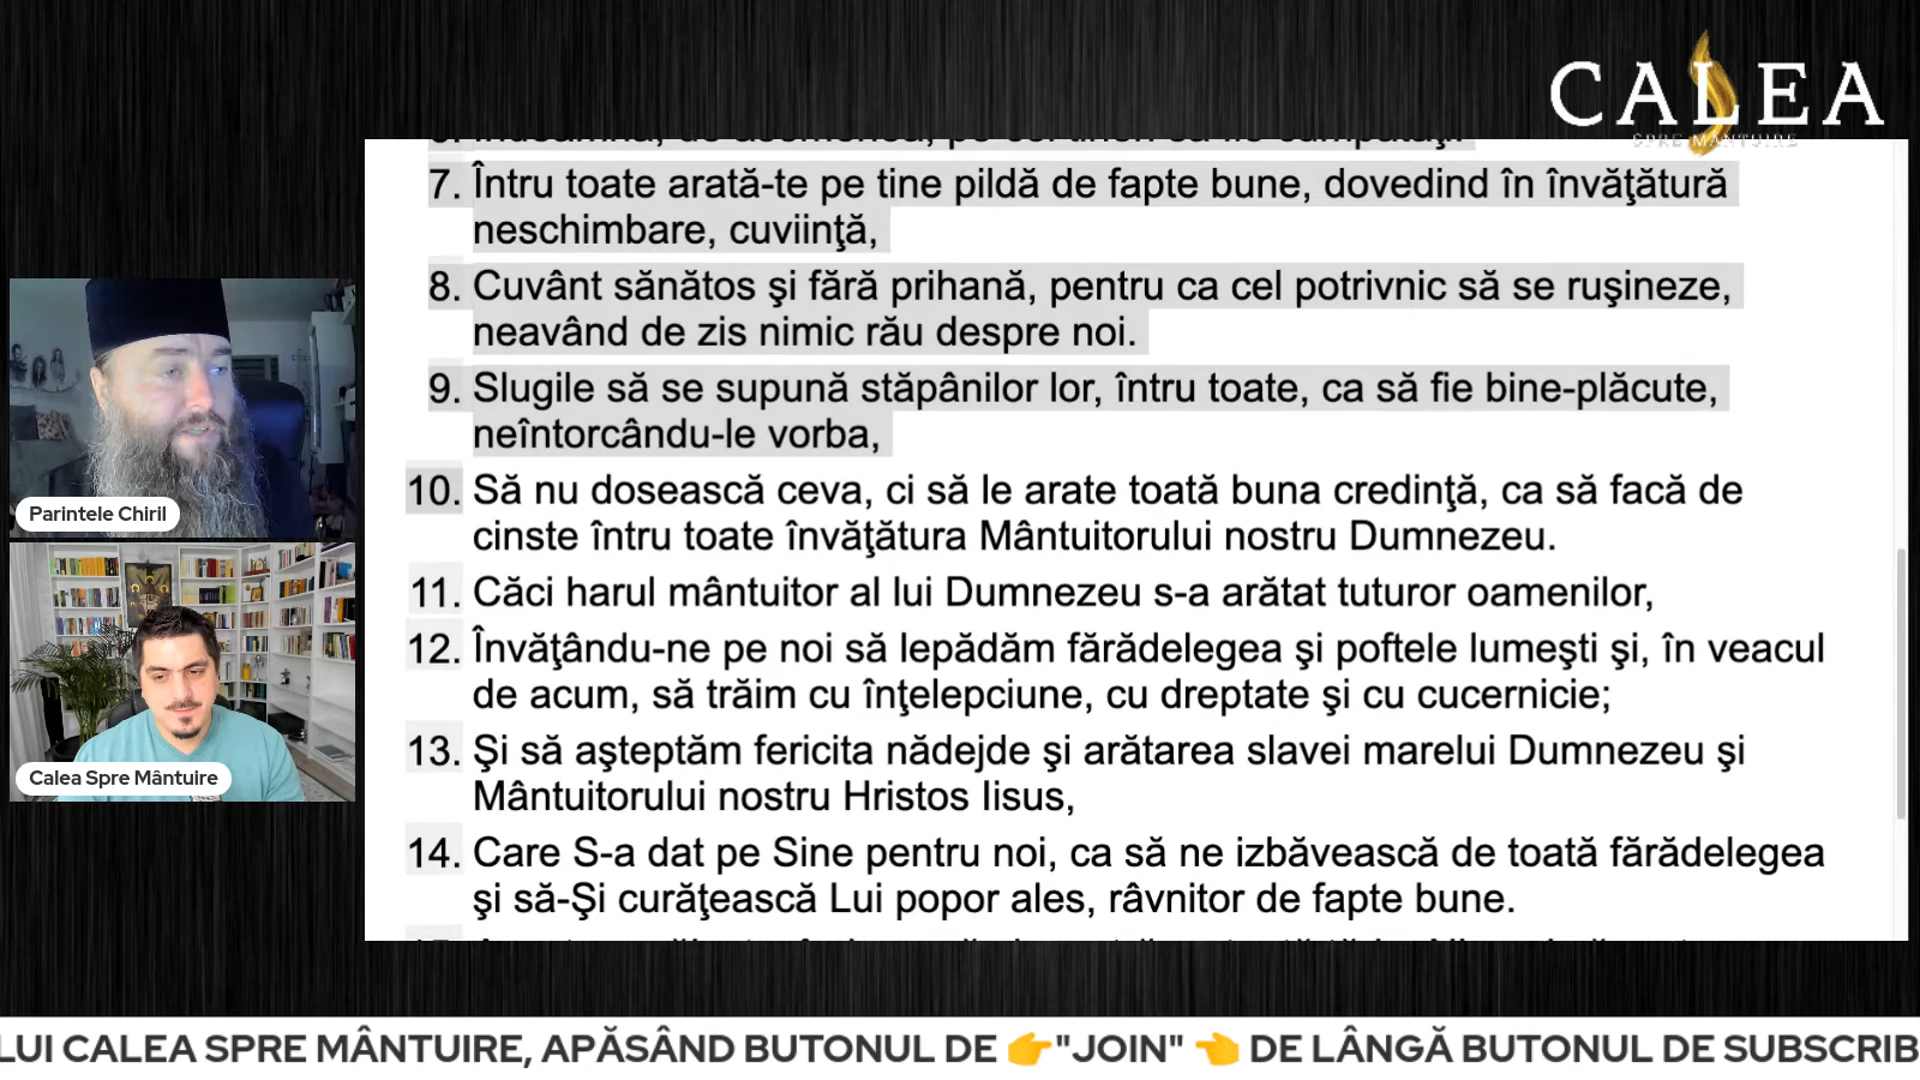 CALEA
SPRE MÂNTUIRE
7. Întru toate arată-te pe tine pildă de fapte bune, dovedind în învăţătură
neschimbare, cuviinţă,
8. Cuvânt sănătos şi fără prihană, pentru ca cel potrivnic să se ruşineze,
neavând de zis nimic rău despre noi.
9. Slugile să se supună stăpânilor lor, întru toate, ca să fie bine-plăcute,
neîntorcându-le vorba,
10. Să nu dosească ceva, ci să le arate toată buna credinţă, ca să facă de
cinste întru toate învăţătura Mântuitorului nostru Dumnezeu.
11. Căci harul mântuitor al lui Dumnezeu s-a arătat tuturor oamenilor,
12. Învăţându-ne pe noi să lepădăm fărădelegea şi poftele lumeşti şi, în veacul
de acum, să trăim cu înţelepciune, cu dreptate şi cu cucernicie;
13. Şi să aşteptăm fericita nădejde şi arătarea slavei marelui Dumnezeu şi
Mântuitorului nostru Hristos Iisus,
14. Care S-a dat pe Sine pentru noi, ca să ne izbăvească de toată fărădelegea
şi să-Şi curăţească Lui popor ales, râvnitor de fapte bune.
Parintele Chiril
Calea Spre Mântuire
LUI CALEA SPRE MÂNTUIRE, APĂSÂND BUTONUL DE 👉"JOIN" 👈 DE LÂNGĂ BUTONUL DE SUBSCRIB